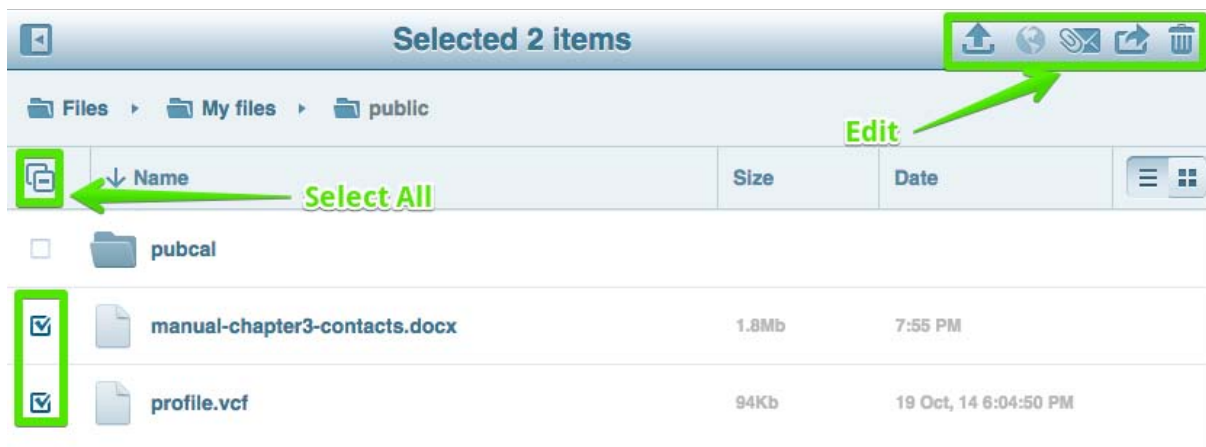 Selected 2 items
Files My files public
Edit
Name Size Date
Select All
pubcal
manual-chapter3-contacts.docx 1.8Mb 7:55 PM
profile.vcf 94Kb 19 Oct, 14 6:04:50 PM